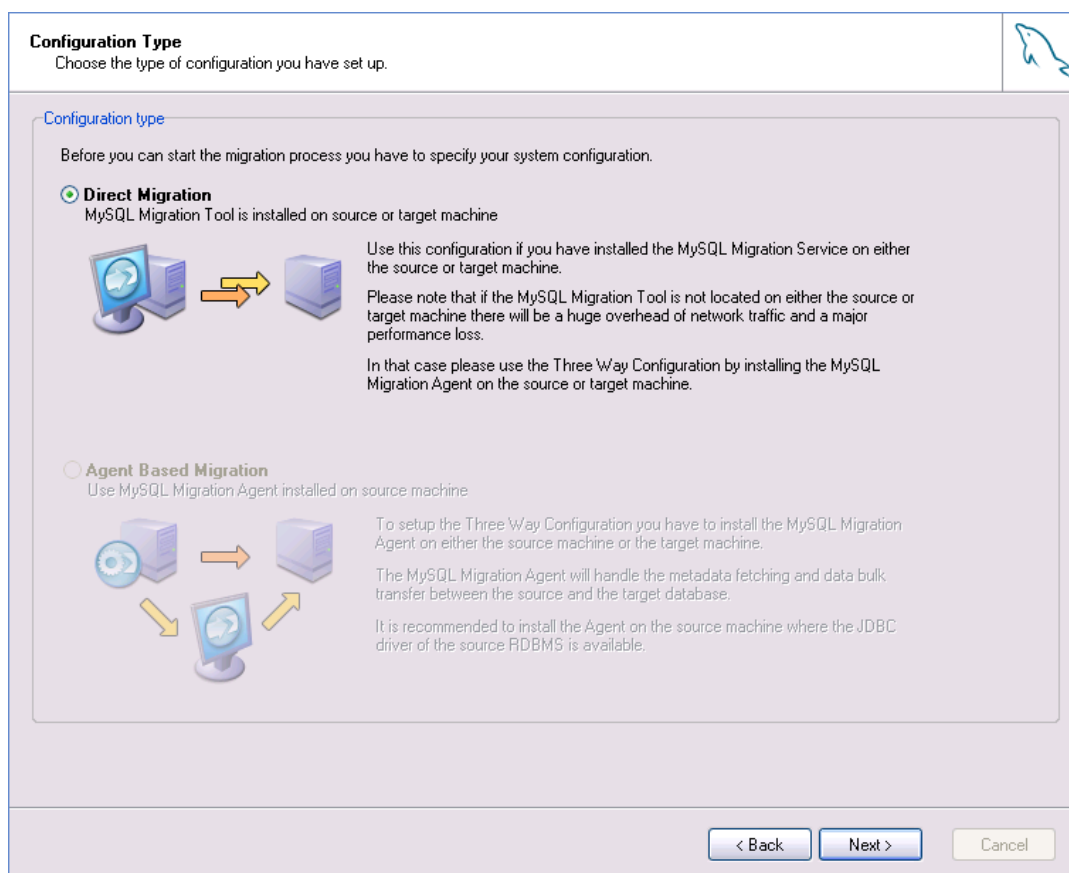 Configuration Type
Choose the type of configuration you have set up.
Configuration type
Before you can start the migration process you have to specify your system configuration.
Direct Migration
MySQL Migration Tool is installed on source or target machine
Use this configuration if you have installed the MySQL Migration Service on either
the source or target machine.
Please note that if the MySQL Migration Tool is not located on either the source or
target machine there will be a huge overhead of network traffic and a major
performance loss.
In that case please use the Three Way Configuration by installing the MySQL
Migration Agent on the source or target machine.
Agent Based Migration
Use MySQL Migration Agent installed on source machine
To setup the Three Way Configuration you have to install the MySQL Migration
Agent on either the source machine or the target machine.
The MySQL Migration Agent will handle the metadata fetching and data bulk
transfer between the source and the target database.
It is recommended to install the Agent on the source machine where the JDBC
driver of the source RDBMS is available.
< Back Next > Cancel